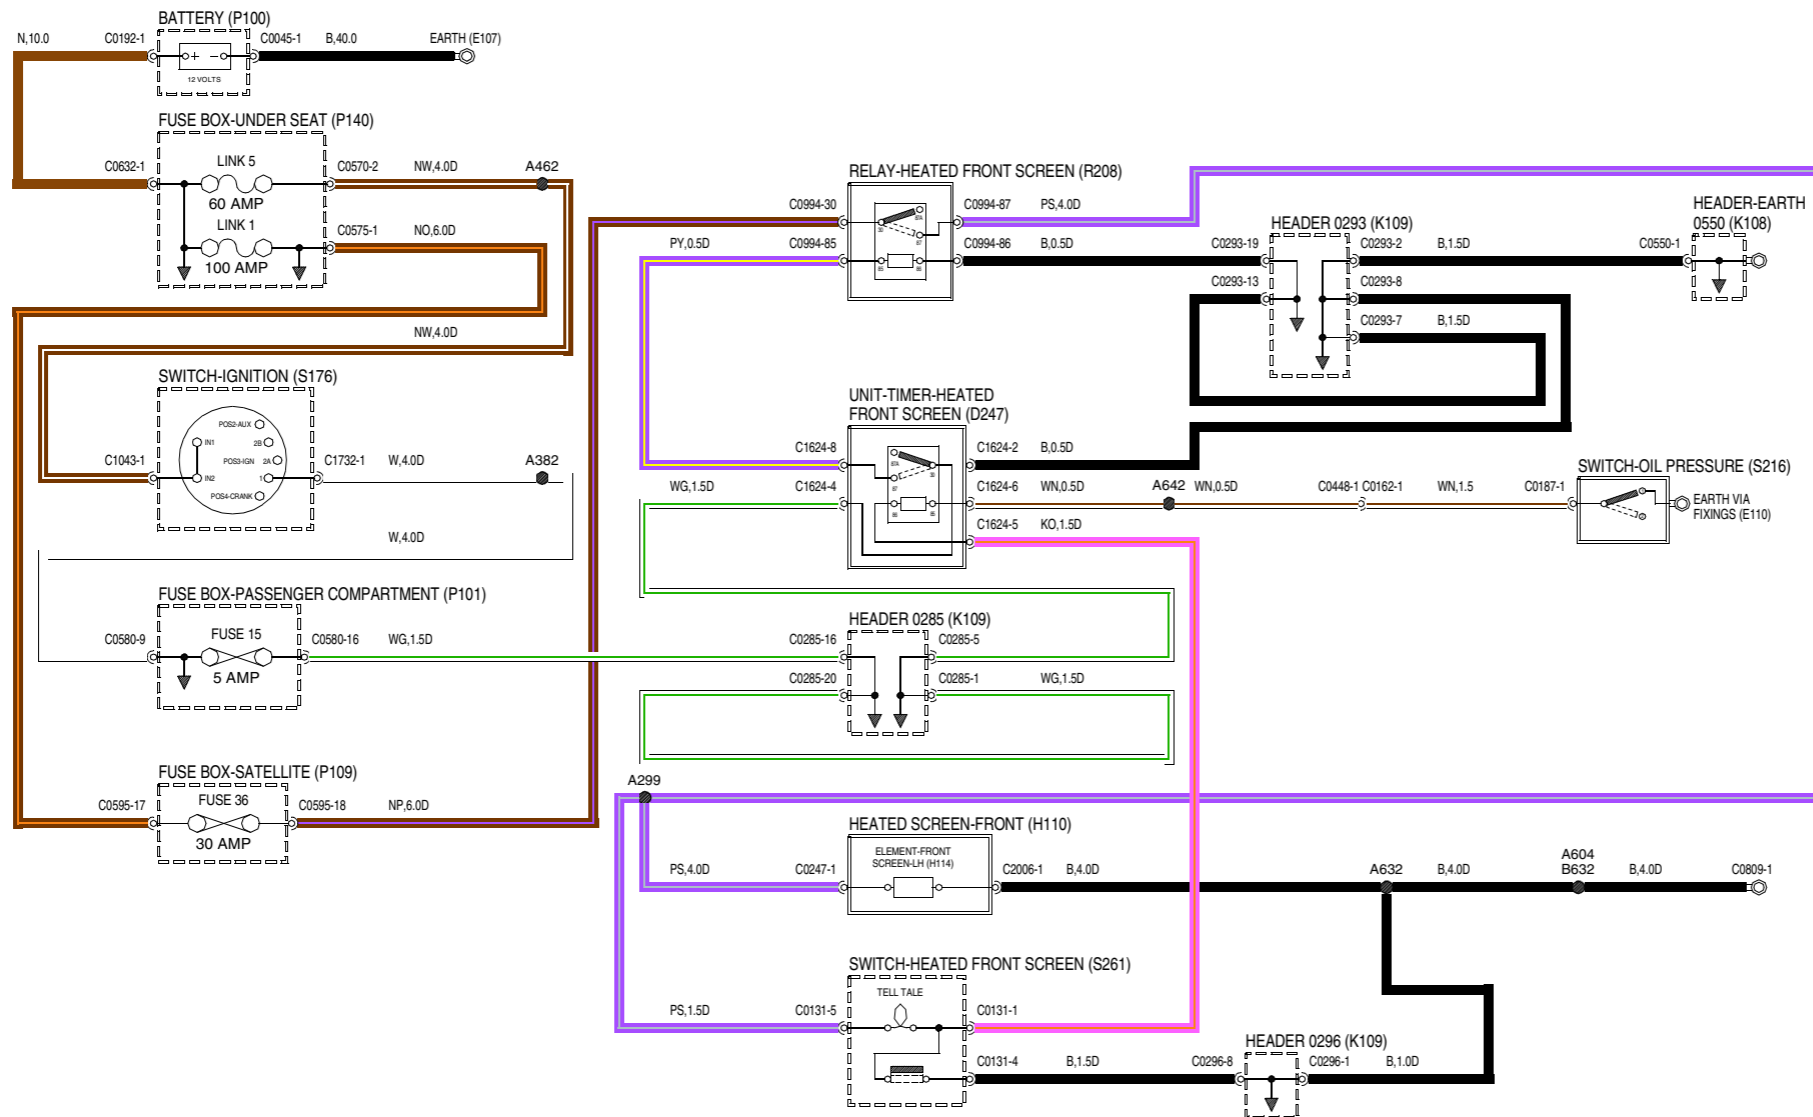 BATTERY (P100)
N,10.0
C0192-1
C0045-1
B,40.0
EARTH (E107)
+
−
12 VOLTS
FUSE BOX-UNDER SEAT (P140)
C0632-1
LINK 5
60 AMP
C0570-2
NW,4.0D
A462
LINK 1
100 AMP
C0575-1
NO,6.0D
NW,4.0D
SWITCH-IGNITION (S176)
POS2-AUX
IN1
2B
POS3-IGN
2A
C1043-1
IN2
1
POS4-CRANK
C1732-1
W,4.0D
A382
W,4.0D
FUSE BOX-PASSENGER COMPARTMENT (P101)
C0580-9
FUSE 15
5 AMP
C0580-16
WG,1.5D
FUSE BOX-SATELLITE (P109)
C0595-17
FUSE 36
30 AMP
C0595-18
NP,6.0D
RELAY-HEATED FRONT SCREEN (R208)
C0994-30
87A
30
87
C0994-87
PS,4.0D
PY,0.5D
C0994-85
85
86
C0994-86
B,0.5D
HEADER 0293 (K109)
C0293-19
C0293-2
B,1.5D
C0293-13
C0293-8
C0293-7
B,1.5D
HEADER-EARTH
0550 (K108)
C0550-1
UNIT-TIMER-HEATED
FRONT SCREEN (D247)
C1624-8
87A
30
87
C1624-2
B,0.5D
WG,1.5D
C1624-4
86
85
C1624-6
WN,0.5D
A642
WN,0.5D
C0448-1
C0162-1
WN,1.5
C0187-1
C1624-5
KO,1.5D
SWITCH-OIL PRESSURE (S216)
EARTH VIA
FIXINGS (E110)
HEADER 0285 (K109)
C0285-16
C0285-5
C0285-20
C0285-1
WG,1.5D
A299
HEATED SCREEN-FRONT (H110)
ELEMENT-FRONT
SCREEN-LH (H114)
PS,4.0D
C0247-1
C2006-1
B,4.0D
A632
B,4.0D
A604
B632
B,4.0D
C0809-1
SWITCH-HEATED FRONT SCREEN (S261)
TELL TALE
PS,1.5D
C0131-5
C0131-1
C0131-4
B,1.5D
HEADER 0296 (K109)
C0296-8
C0296-1
B,1.0D